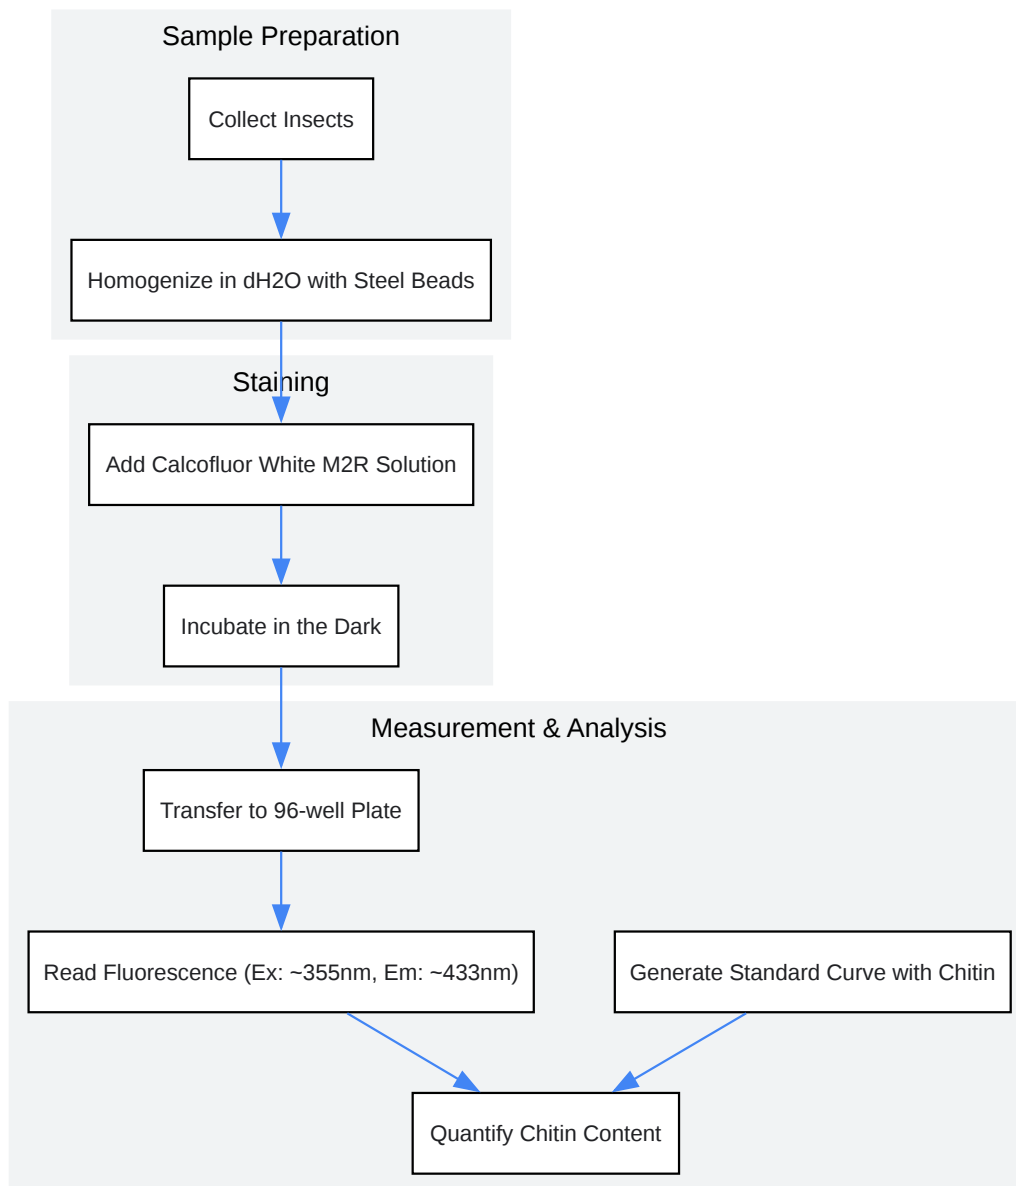 Sample Preparation
Collect Insects
Homogenize in dH2O with Steel Beads
Staining
Add Calcofluor White M2R Solution
Incubate in the Dark
Measurement & Analysis
Transfer to 96-well Plate
Read Fluorescence (Ex: ~355nm, Em: ~433nm)
Generate Standard Curve with Chitin
Quantify Chitin Content